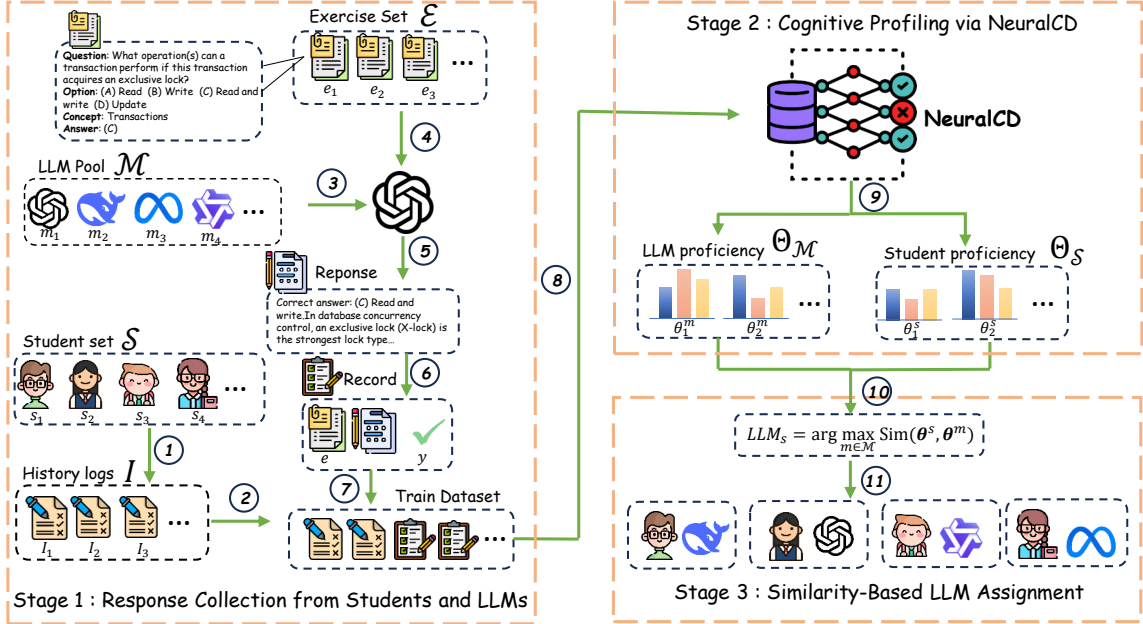 Exercise Set ℰ
Question: What operation(s) can a
transaction perform if this transaction
acquires an exclusive lock?
Option: (A) Read (B) Write (C) Read and
write (D) Update
Concept: Transactions
Answer: (C)
e₁ e₂ e₃ ...
4
LLM Pool ℳ
m₁ m₂ m₃ m₄ ...
3
5
Reponse
Correct answer: (C) Read and
write.In database concurrency
control, an exclusive lock (X-lock) is
the strongest lock type...
Student set 𝒮
s₁ s₂ s₃ s₄ ...
6
Record
e y
1
History logs I
I₁ I₂ I₃ ...
2
7
Train Dataset
...
Stage 1 : Response Collection from Students and LLMs
8
Stage 2 : Cognitive Profiling via NeuralCD
NeuralCD
9
LLM proficiency Θ_ℳ
θ₁ᵐ θ₂ᵐ ...
Student proficiency Θ_𝒮
θ₁ˢ θ₂ˢ ...
10
LLMₛ = arg max Sim(𝜽ˢ, 𝜽ᵐ)
m∈ℳ
11
Stage 3 : Similarity-Based LLM Assignment